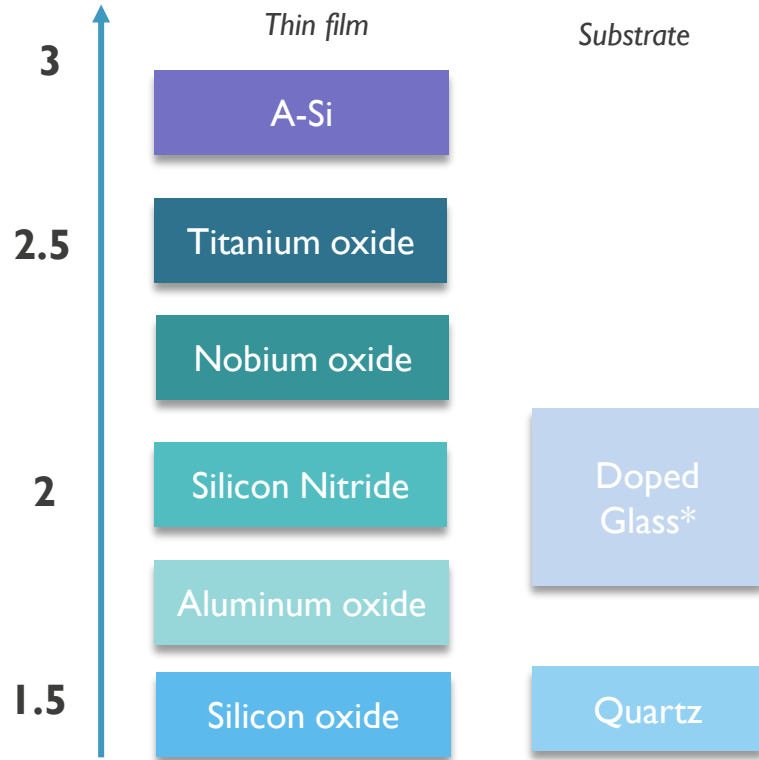 Thin film
Substrate
3
A-Si
2.5
Titanium oxide
Nobium oxide
2
Silicon Nitride
Doped
Glass*
Aluminum oxide
1.5
Silicon oxide
Quartz